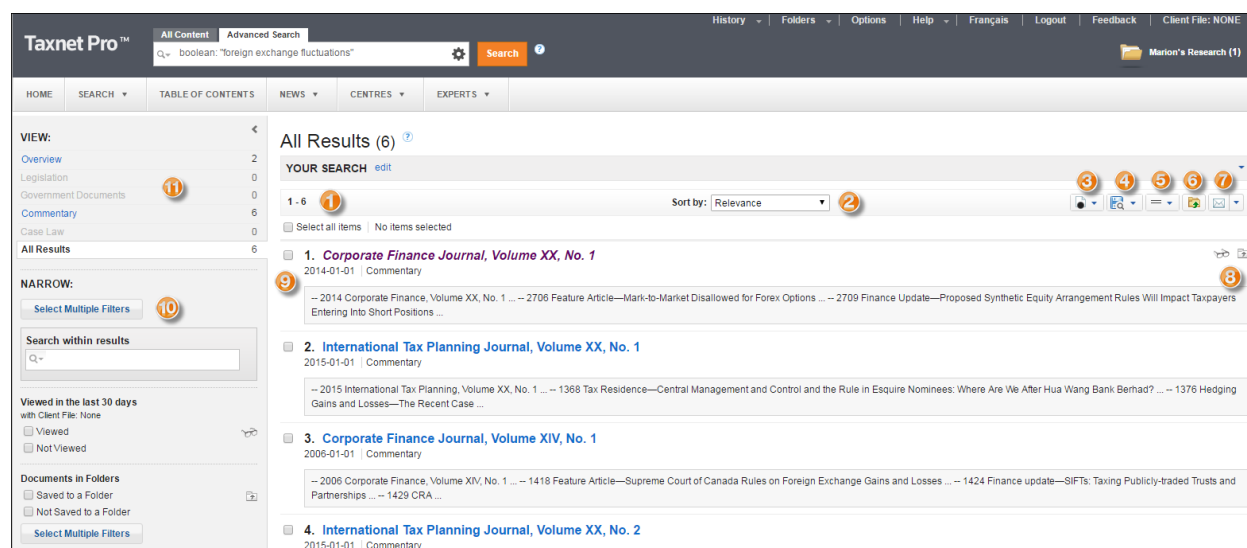 History | Folders | Options | Help | Français | Logout | Feedback | Client File: NONE
Taxnet Pro™
All Content Advanced Search
boolean: "foreign exchange fluctuations" Search ?
Marion's Research (1)
HOME SEARCH TABLE OF CONTENTS NEWS CENTRES EXPERTS
VIEW:
Overview 2
Legislation 0
Government Documents 0
11
Commentary 6
Case Law 0
All Results 6
NARROW:
Select Multiple Filters 10
Search within results
Viewed in the last 30 days
with Client File: None
Viewed
Not Viewed
Documents in Folders
Saved to a Folder
Not Saved to a Folder
Select Multiple Filters
All Results (6) ?
YOUR SEARCH edit
3 4 5 6 7
1 - 6 1 Sort by: Relevance 2
Select all items | No items selected
1. Corporate Finance Journal, Volume XX, No. 1
2014-01-01 | Commentary
9 8
-- 2014 Corporate Finance, Volume XX, No. 1 ... -- 2706 Feature Article—Mark-to-Market Disallowed for Forex Options ... -- 2709 Finance Update—Proposed Synthetic Equity Arrangement Rules Will Impact Taxpayers
Entering Into Short Positions ...
2. International Tax Planning Journal, Volume XX, No. 1
2015-01-01 | Commentary
-- 2015 International Tax Planning, Volume XX, No. 1 ... -- 1368 Tax Residence—Central Management and Control and the Rule in Esquire Nominees: Where Are We After Hua Wang Bank Berhad? ... -- 1376 Hedging
Gains and Losses—The Recent Case ...
3. Corporate Finance Journal, Volume XIV, No. 1
2006-01-01 | Commentary
-- 2006 Corporate Finance, Volume XIV, No. 1 ... -- 1418 Feature Article—Supreme Court of Canada Rules on Foreign Exchange Gains and Losses ... -- 1424 Finance update—SIFTs: Taxing Publicly-traded Trusts and
Partnerships ... -- 1429 CRA ...
4. International Tax Planning Journal, Volume XX, No. 2
2015-01-01 | Commentary